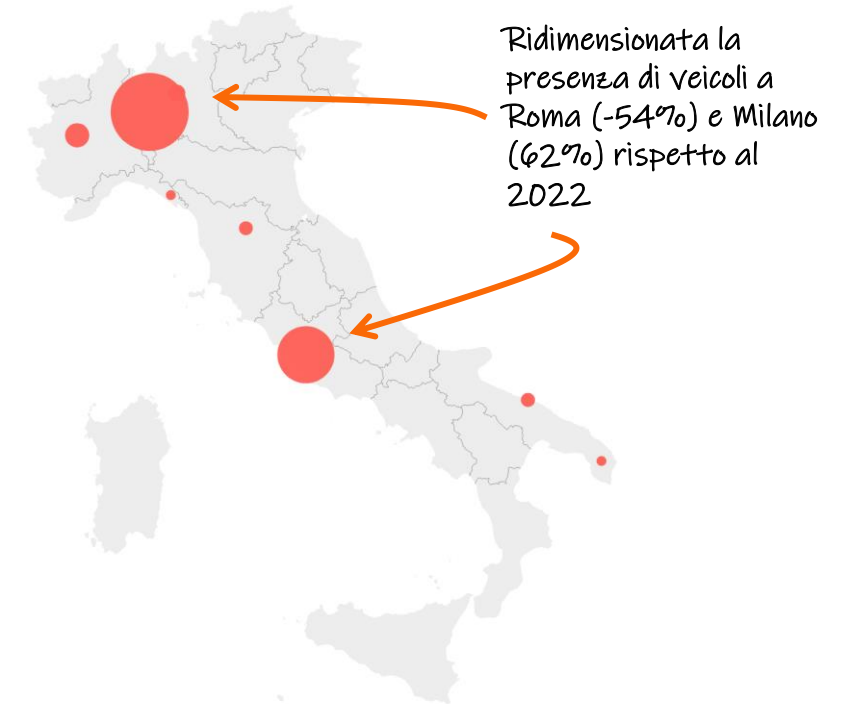 Ridimensionata la
presenza di veicoli a
Roma (-54%) e Milano
(62%) rispetto al
2022